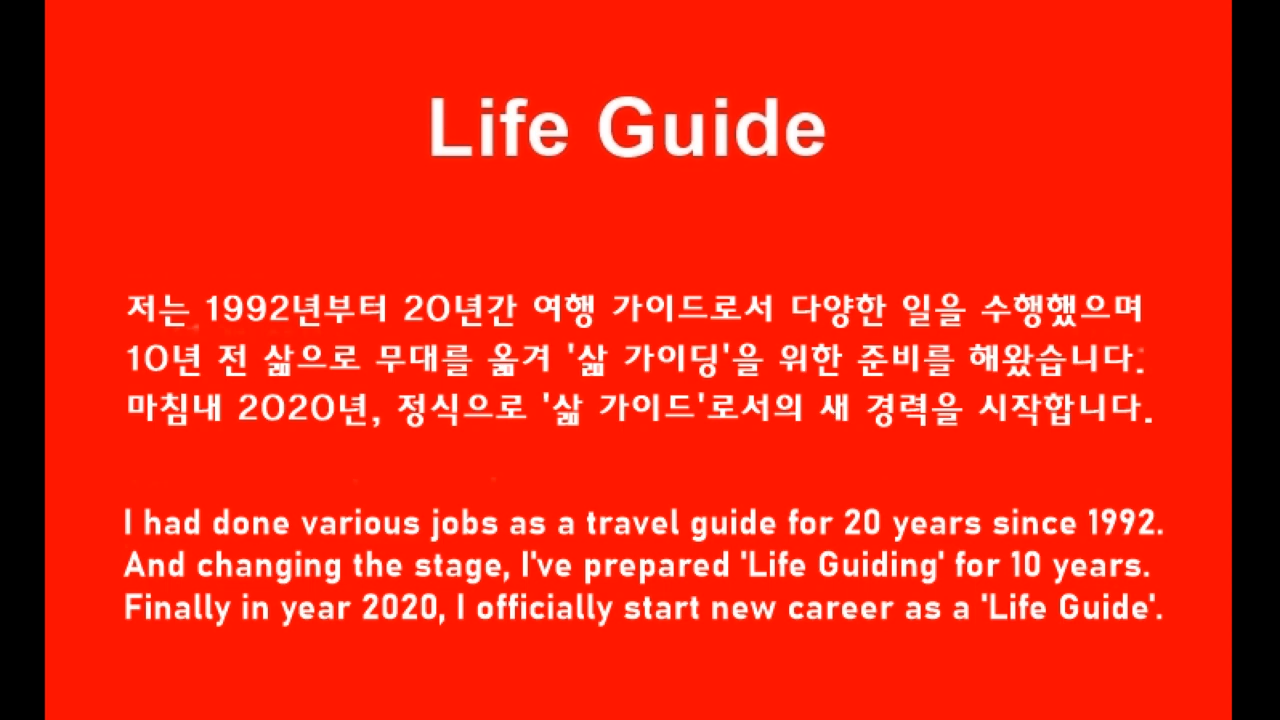 Life Guide
저는 1992년부터 20년간 여행 가이드로서 다양한 일을 수행했으며
10년 전 삶으로 무대를 옮겨 '삶 가이딩'을 위한 준비를 해왔습니다.
마침내 2020년, 정식으로 '삶 가이드'로서의 새 경력을 시작합니다.
I had done various jobs as a travel guide for 20 years since 1992.
And changing the stage, I've prepared 'Life Guiding' for 10 years.
Finally in year 2020, I officially start new career as a 'Life Guide'.